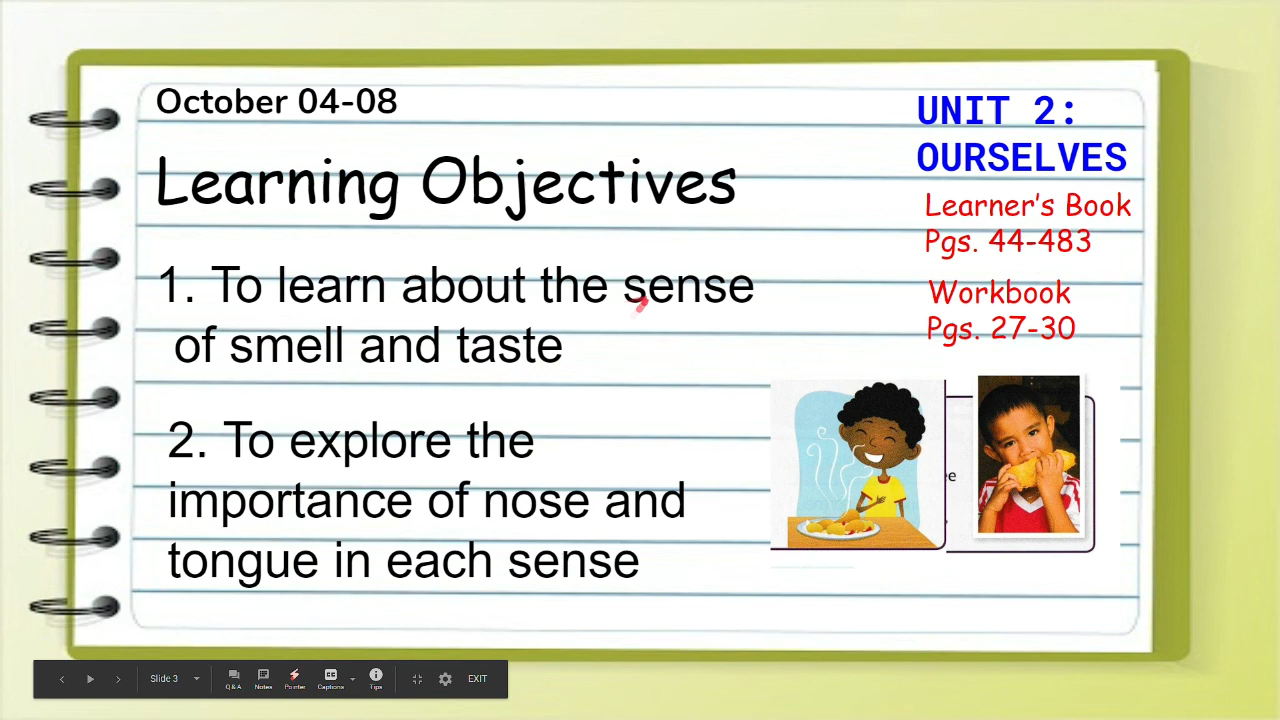 October 04-08
UNIT 2:
OURSELVES
Learner's Book
Pgs. 44-483
Workbook
Pgs. 27-30
Learning Objectives
1. To learn about the sense
of smell and taste
2. To explore the
importance of nose and
tongue in each sense
Slide 3
Q & A
Notes
Pointer
Captions
Tips
EXIT